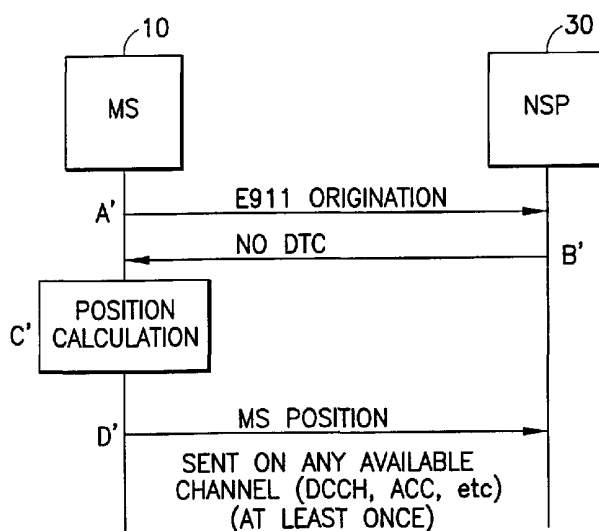 10
30
MS
NSP
A'
E911 ORIGINATION
NO DTC
B'
C'
POSITION
CALCULATION
D'
MS POSITION
SENT ON ANY AVAILABLE
CHANNEL (DCCH, ACC, etc)
(AT LEAST ONCE)